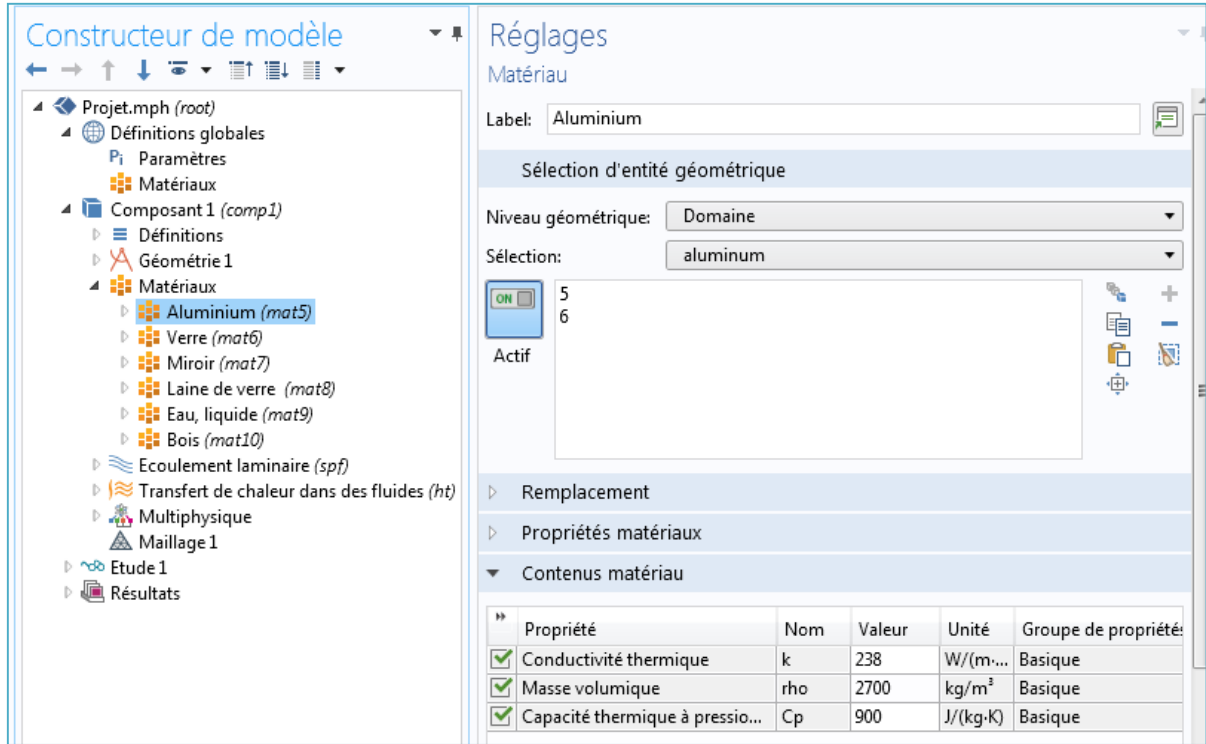 Constructeur de modèle
Projet.mph (root)
Définitions globales
Pi Paramètres
Matériaux
Composant 1 (comp1)
Définitions
Géométrie 1
Matériaux
Aluminium (mat5)
Verre (mat6)
Miroir (mat7)
Laine de verre (mat8)
Eau, liquide (mat9)
Bois (mat10)
Ecoulement laminaire (spf)
Transfert de chaleur dans des fluides (ht)
Multiphysique
Maillage 1
Etude 1
Résultats
Réglages
Matériau
Label: Aluminium
Sélection d'entité géométrique
Niveau géométrique: Domaine
Sélection: aluminum
ON
5
6
Actif
Remplacement
Propriétés matériaux
Contenus matériau
Propriété Nom Valeur Unité Groupe de propriétés
Conductivité thermique k 238 W/(m·... Basique
Masse volumique rho 2700 kg/m³ Basique
Capacité thermique à pressio... Cp 900 J/(kg·K) Basique